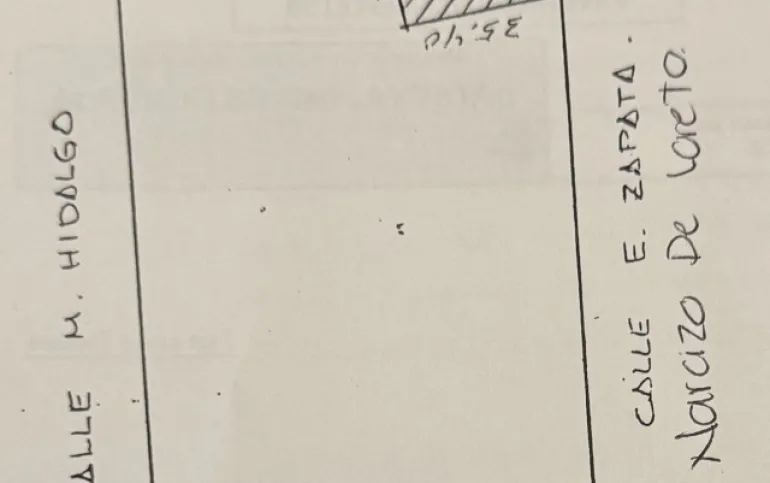 35.40
ALLE M. HIDALGO
CALLE E. ZAPATA.
Narcizo De Loreto.